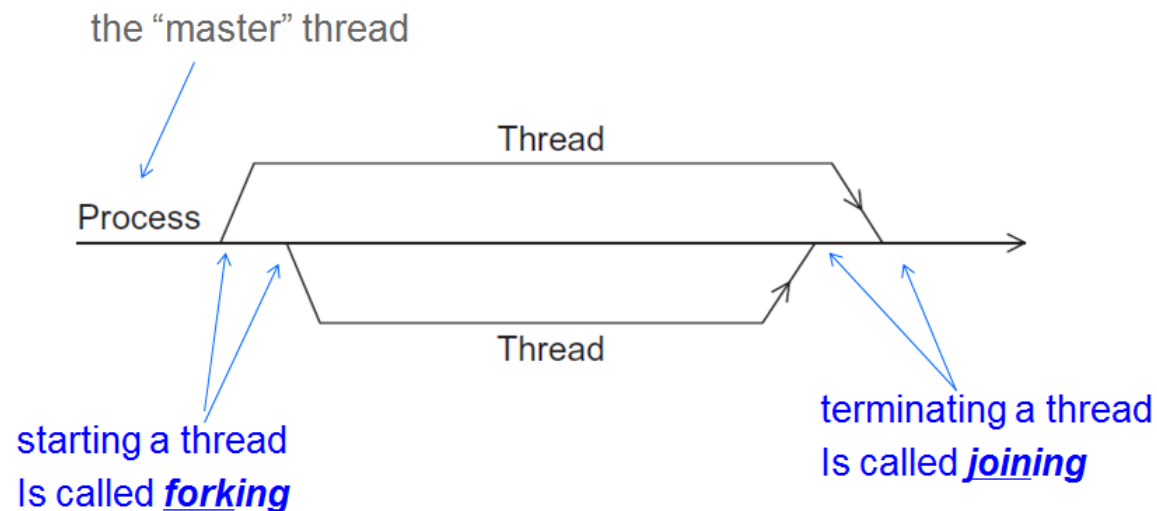 the “master” thread
Thread
Process
Thread
starting a thread
Is called forking
terminating a thread
Is called joining